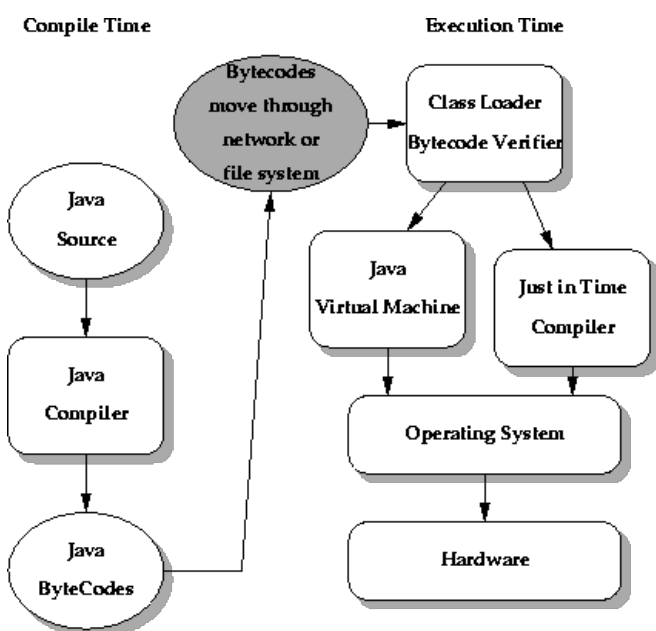 Compile Time
Execution Time
Bytecodes
move through
network or
file system
Class Loader
Bytecode Verifier
Java
Source
Java
Virtual Machine
Just in Time
Compiler
Java
Compiler
Operating System
Java
ByteCodes
Hardware